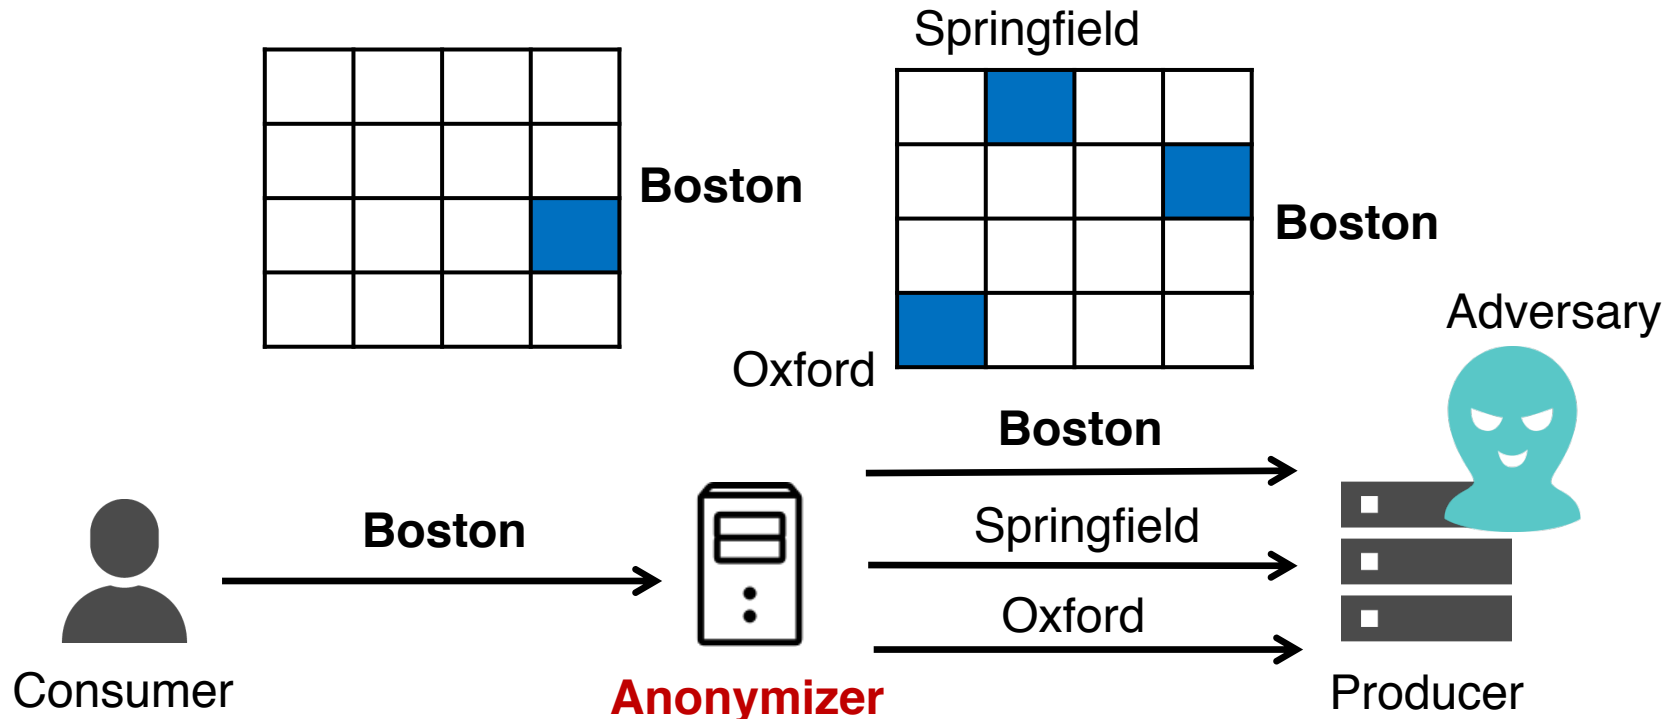 Springfield
Boston
Boston
Oxford
Adversary
Boston
Boston
Springfield
Oxford
Consumer
Anonymizer
Producer